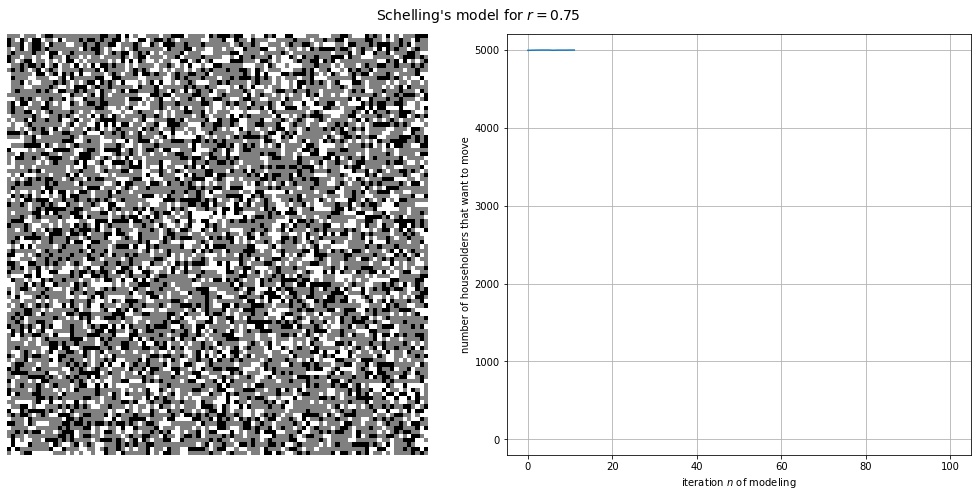 Schelling's model for r = 0.75
number of householders that want to move
5000
4000
3000
2000
1000
0
0 20 40 60 80 100
iteration n of modeling